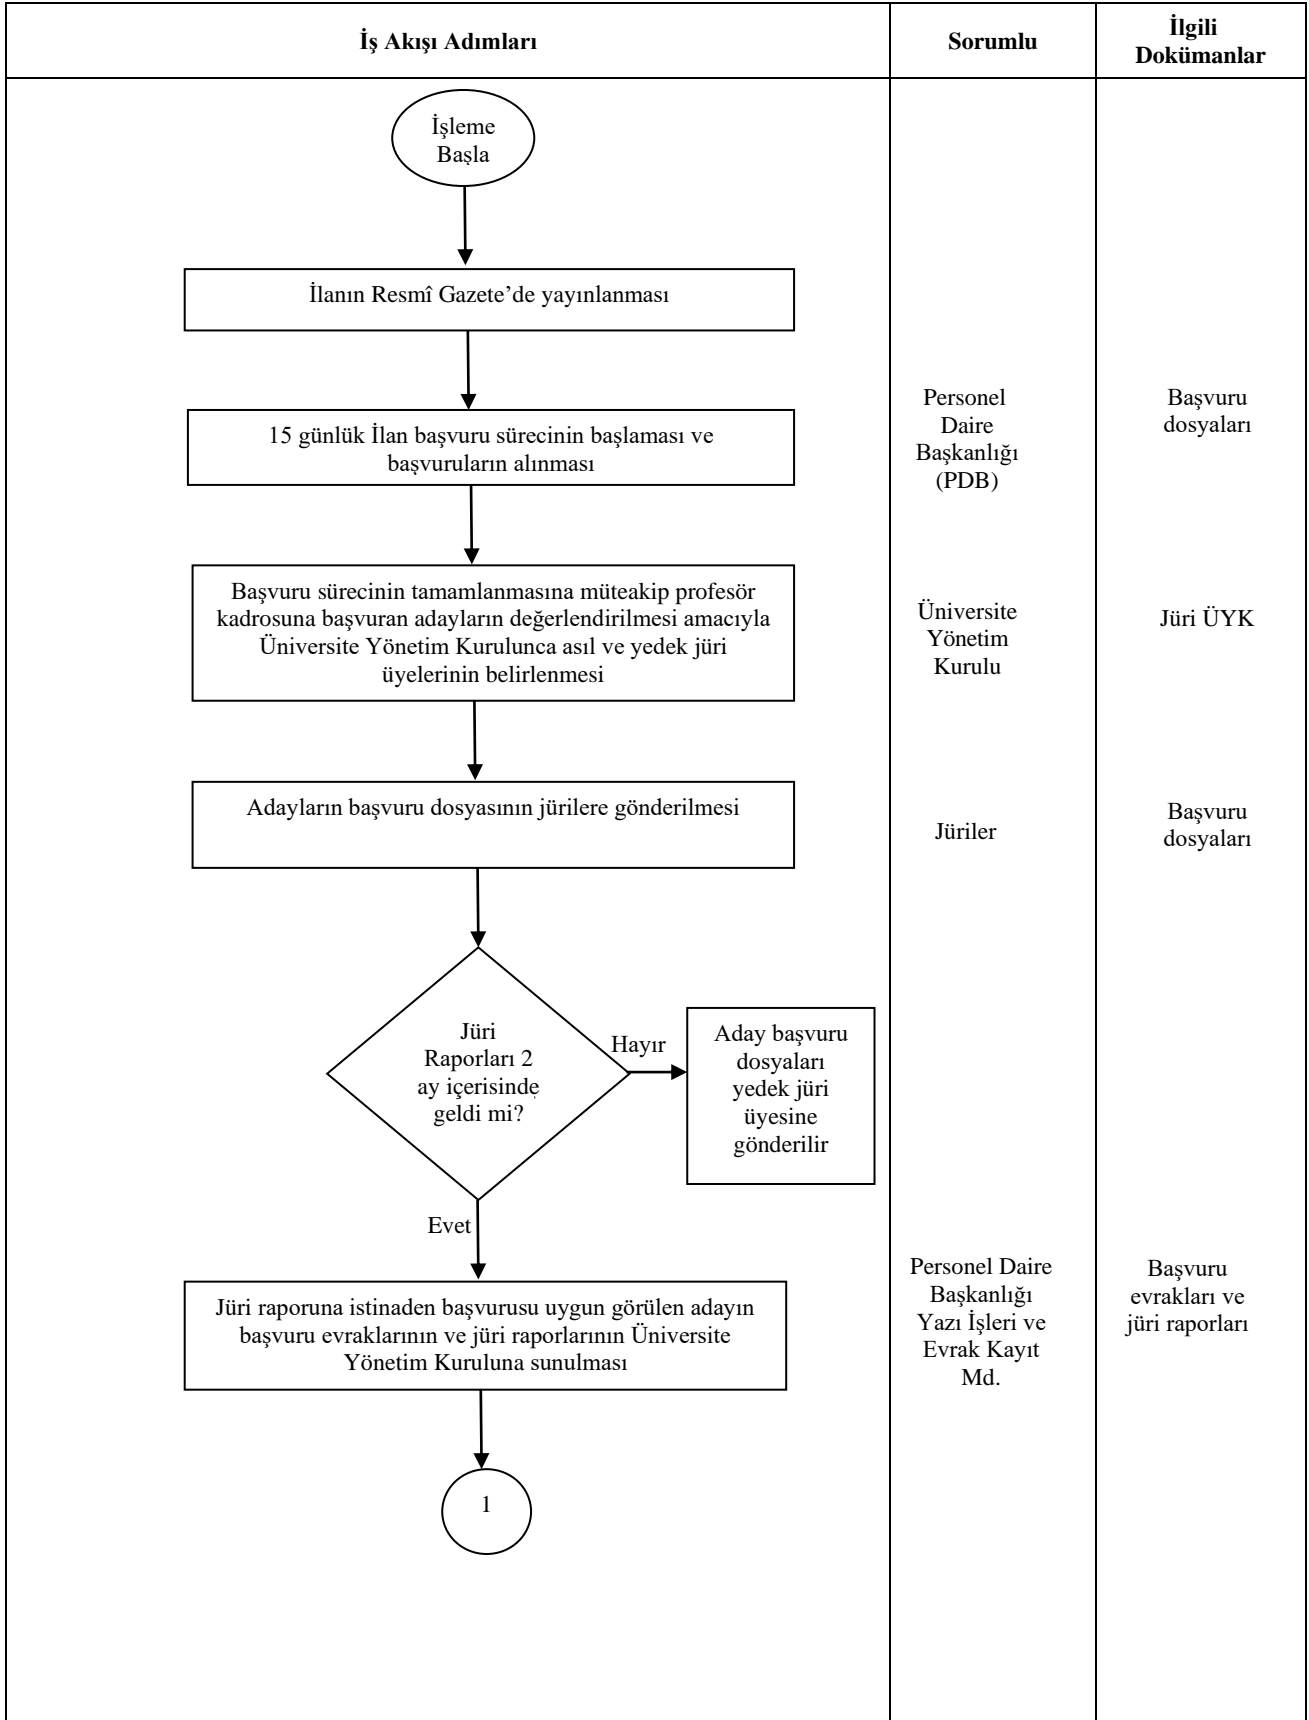 İş Akışı Adımları
Sorumlu
İlgili
Dokümanlar
İşleme
Başla
İlanın Resmî Gazete’de yayınlanması
15 günlük İlan başvuru sürecinin başlaması ve
başvuruların alınması
Personel
Daire
Başkanlığı
(PDB)
Başvuru
dosyaları
Başvuru sürecinin tamamlanmasına müteakip profesör
kadrosuna başvuran adayların değerlendirilmesi amacıyla
Üniversite Yönetim Kurulunca asıl ve yedek jüri
üyelerinin belirlenmesi
Üniversite
Yönetim
Kurulu
Jüri ÜYK
Adayların başvuru dosyasının jürilere gönderilmesi
Jüriler
Başvuru
dosyaları
Jüri
Raporları 2
ay içerisinde
geldi mi?
Hayır
Aday başvuru
dosyaları
yedek jüri
üyesine
gönderilir
Evet
Jüri raporuna istinaden başvurusu uygun görülen adayın
başvuru evraklarının ve jüri raporlarının Üniversite
Yönetim Kuruluna sunulması
Personel Daire
Başkanlığı
Yazı İşleri ve
Evrak Kayıt
Md.
Başvuru
evrakları ve
jüri raporları
1